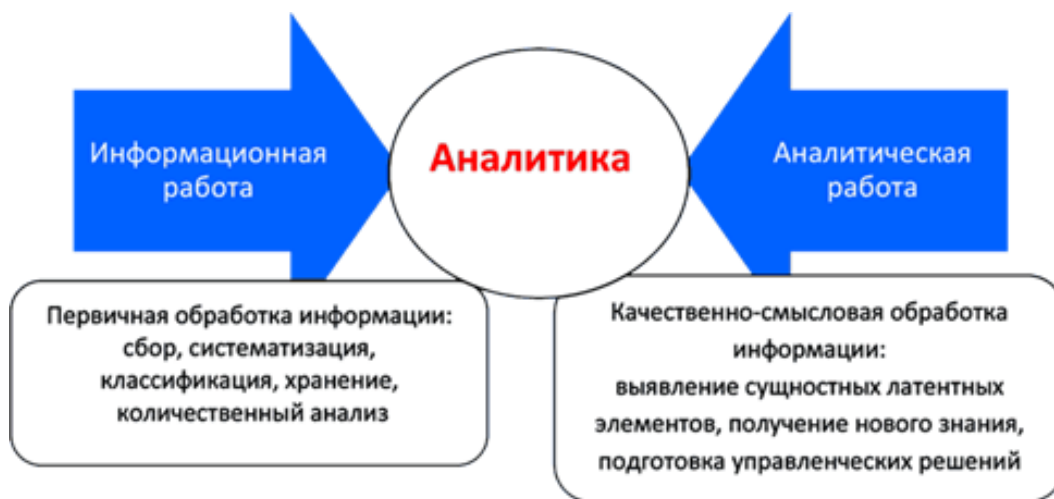 Информационная
работа
Аналитика
Аналитическая
работа
Первичная обработка информации:
сбор, систематизация,
классификация, хранение,
количественный анализ
Качественно-смысловая обработка
информации:
выявление сущностных латентных
элементов, получение нового знания,
подготовка управленческих решений